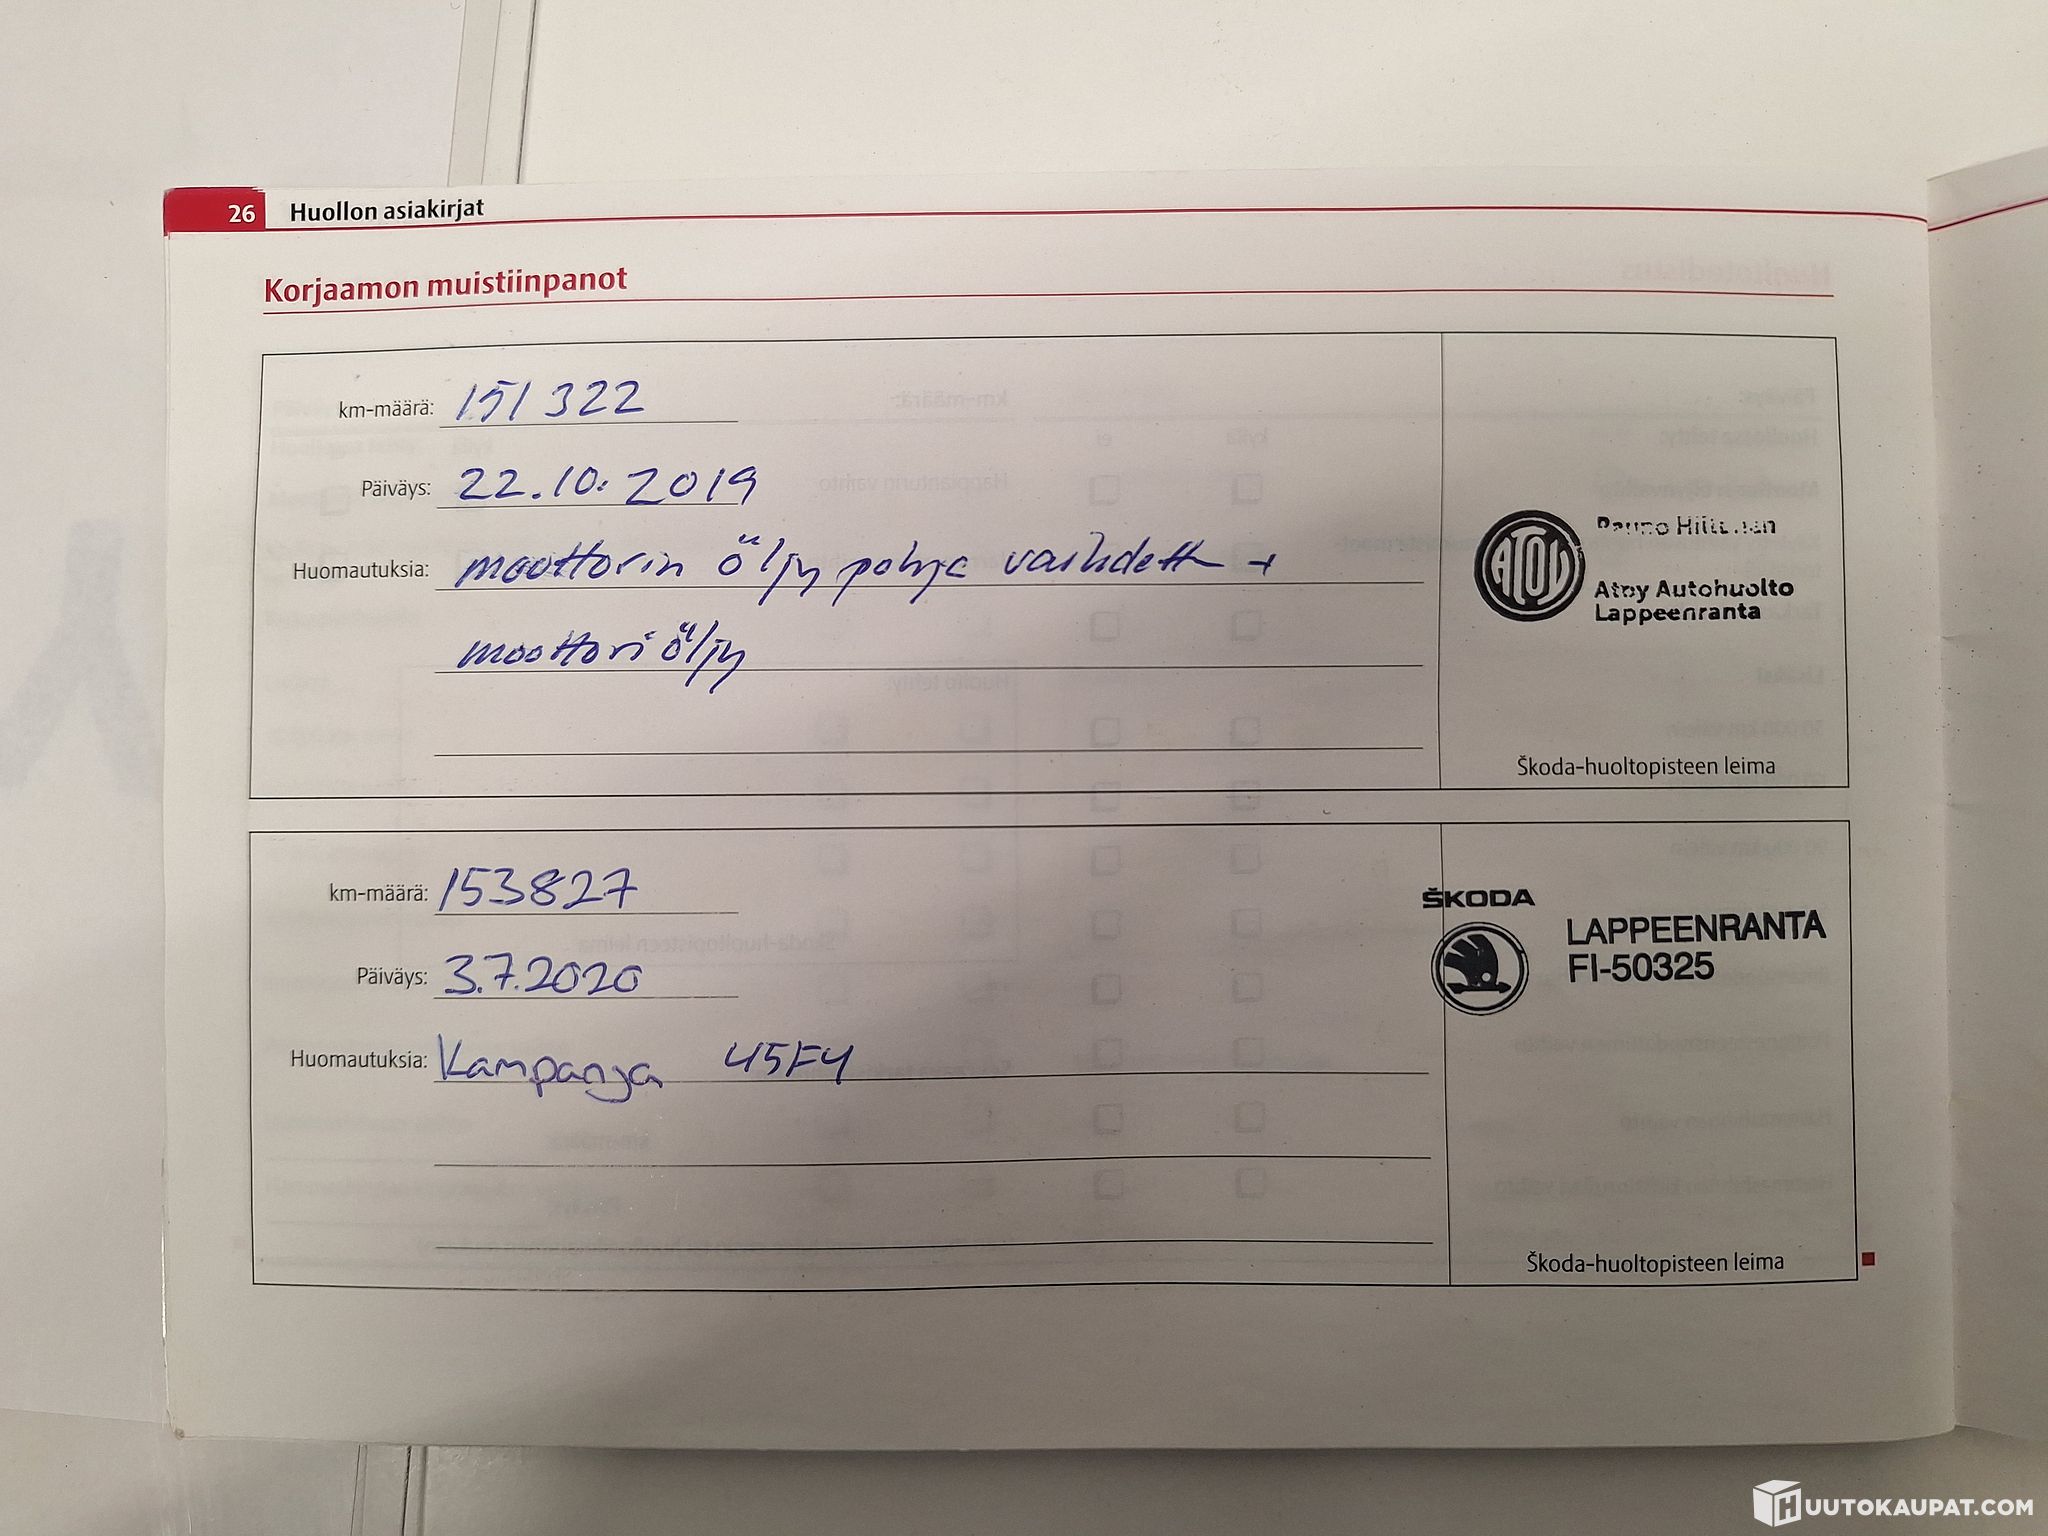 26 Huollon asiakirjat
Korjaamon muistiinpanot
km-määrä: 151 322
Päiväys: 22.10.2019
Huomautuksia: moottorin öljy pohja vaihdettu +
moottori öljy
ATOY
Atoy Autohuolto
Lappeenranta
Škoda-huoltopisteen leima
km-määrä: 153827
Päiväys: 3.7.2020
Huomautuksia: Kampanja 45F4
ŠKODA
LAPPEENRANTA
FI-50325
Škoda-huoltopisteen leima
HUUTOKAUPAT.COM